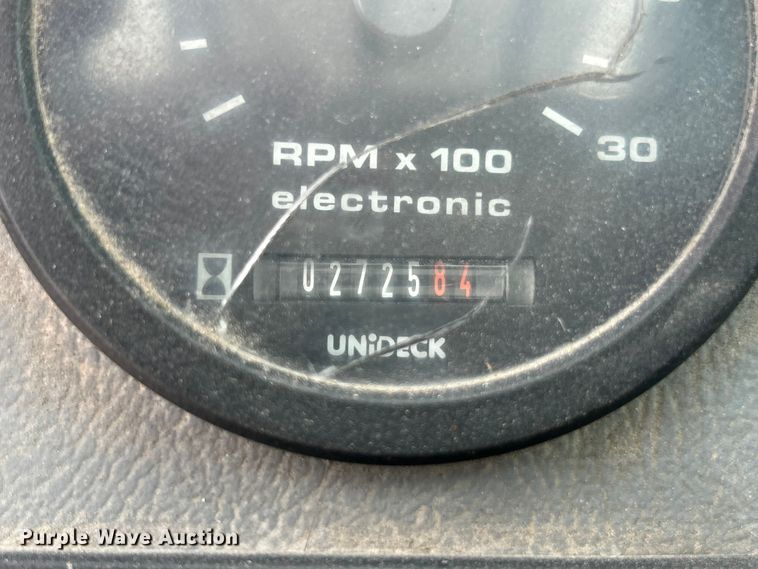 30
RPM x 100
electronic
0272584
UNiDECK
Purple Wave Auction